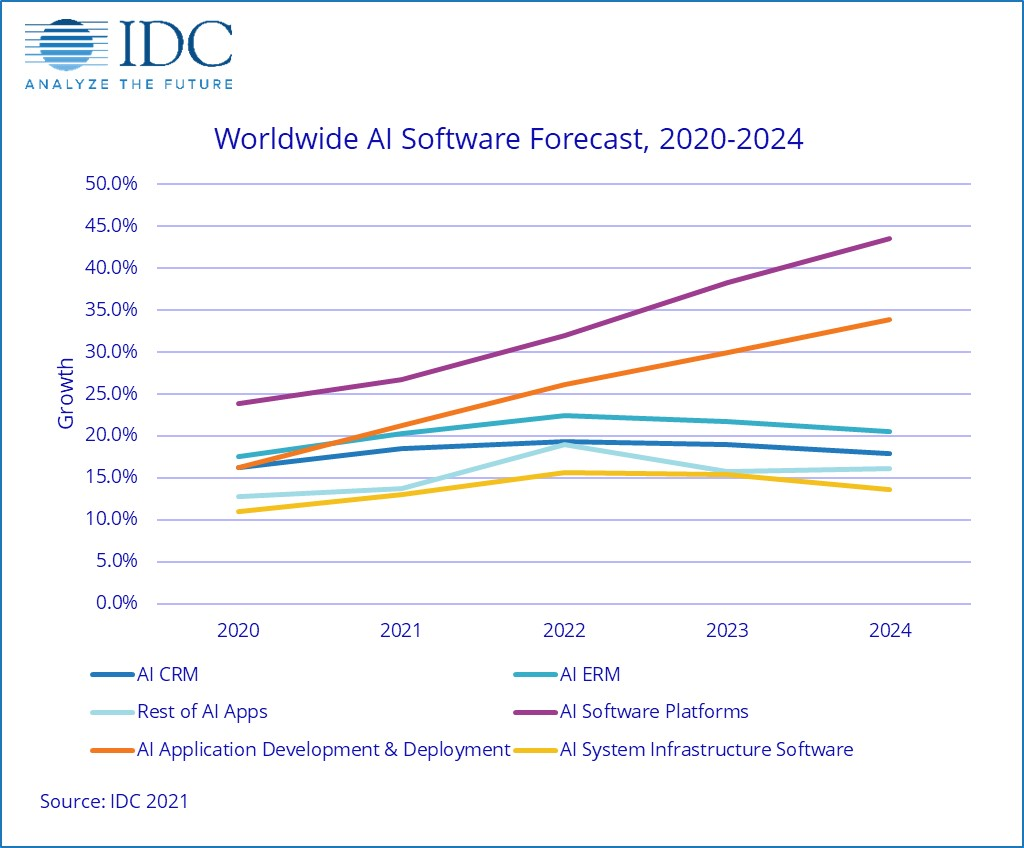 IDC
ANALYZE THE FUTURE
Worldwide AI Software Forecast, 2020-2024
50.0%
45.0%
40.0%
35.0%
30.0%
25.0%
20.0%
15.0%
10.0%
5.0%
0.0%
Growth
2020 2021 2022 2023 2024
AI CRM AI ERM
Rest of AI Apps AI Software Platforms
AI Application Development & Deployment AI System Infrastructure Software
Source: IDC 2021